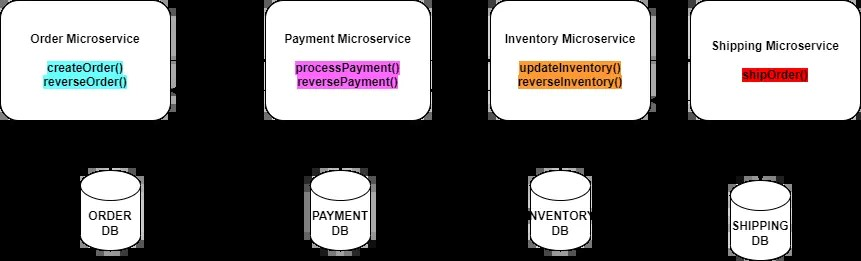 Order Microservice
createOrder()
reverseOrder()
Payment Microservice
processPayment()
reversePayment()
Inventory Microservice
updateInventory()
reverseInventory()
Shipping Microservice
shipOrder()
ORDER
DB
PAYMENT
DB
INVENTORY
DB
SHIPPING
DB